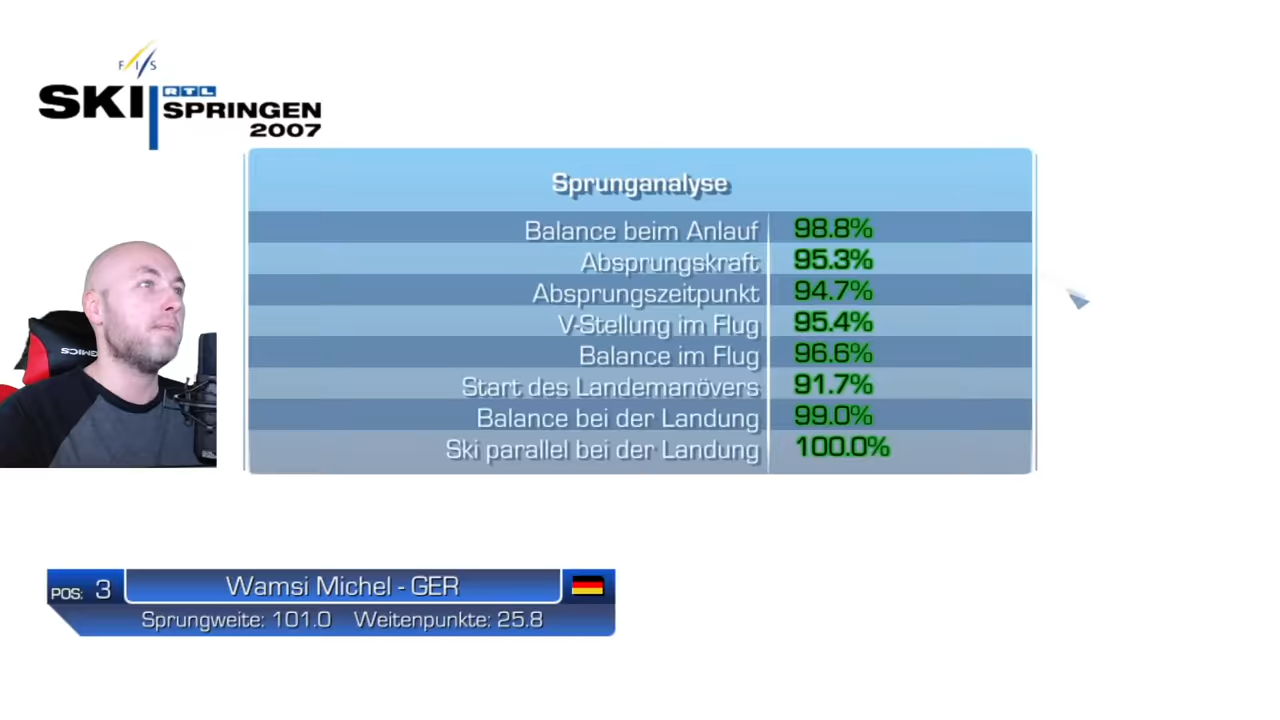 FIS
SKI RTL SPRINGEN 2007
Sprunganalyse
Balance beim Anlauf 98.8%
Absprungskraft 95.3%
Absprungszeitpunkt 94.7%
V-Stellung im Flug 95.4%
Balance im Flug 96.6%
Start des Landemanövers 91.7%
Balance bei der Landung 99.0%
Ski parallel bei der Landung 100.0%
POS: 3 Wamsi Michel - GER
Sprungweite: 101.0 Weitenpunkte: 25.8